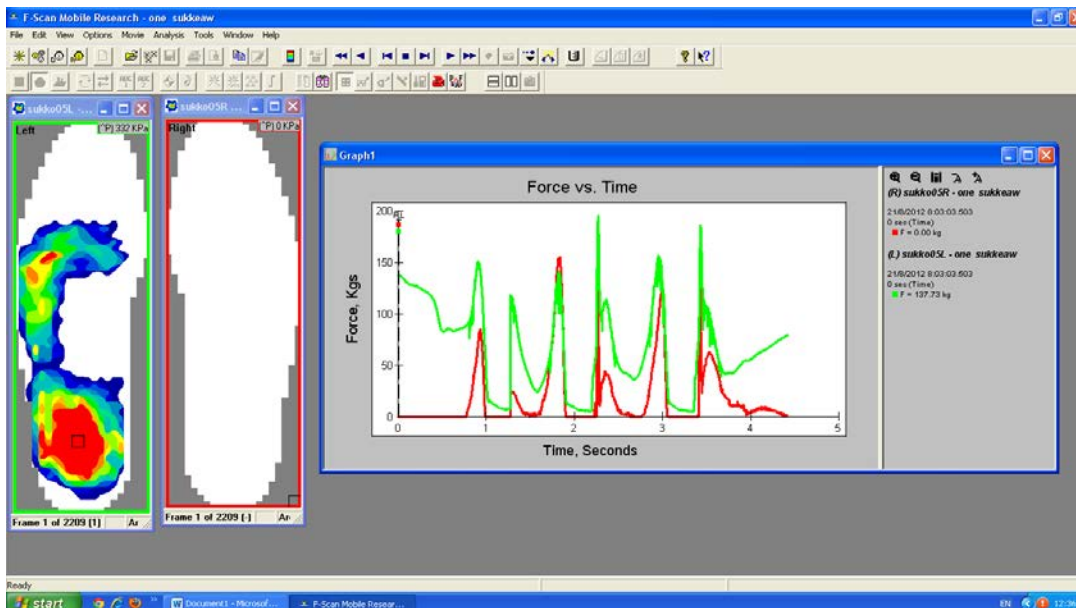 F-Scan Mobile Research - one sukkeaw
File Edit View Options Movie Analysis Tools Window Help
sukko05L - ...
Left
(^P) 332 KPa
Frame 1 of 2209 (1)
sukko05R ...
Right
(^P) 0 KPa
Frame 1 of 2209 (-)
Graph1
Force vs. Time
Force, Kgs
200
150
100
50
0
0 1 2 3 4 5
Time, Seconds
(R) sukko05R - one sukkeaw
21/8/2012 8:03:03.503
0 sec (Time)
F = 0.00 kg
(L) sukko05L - one sukkeaw
21/8/2012 8:03:03.503
0 sec (Time)
F = 137.73 kg
Ready
start
Document1 - Microsof...
F-Scan Mobile Resear...
EN
12:36